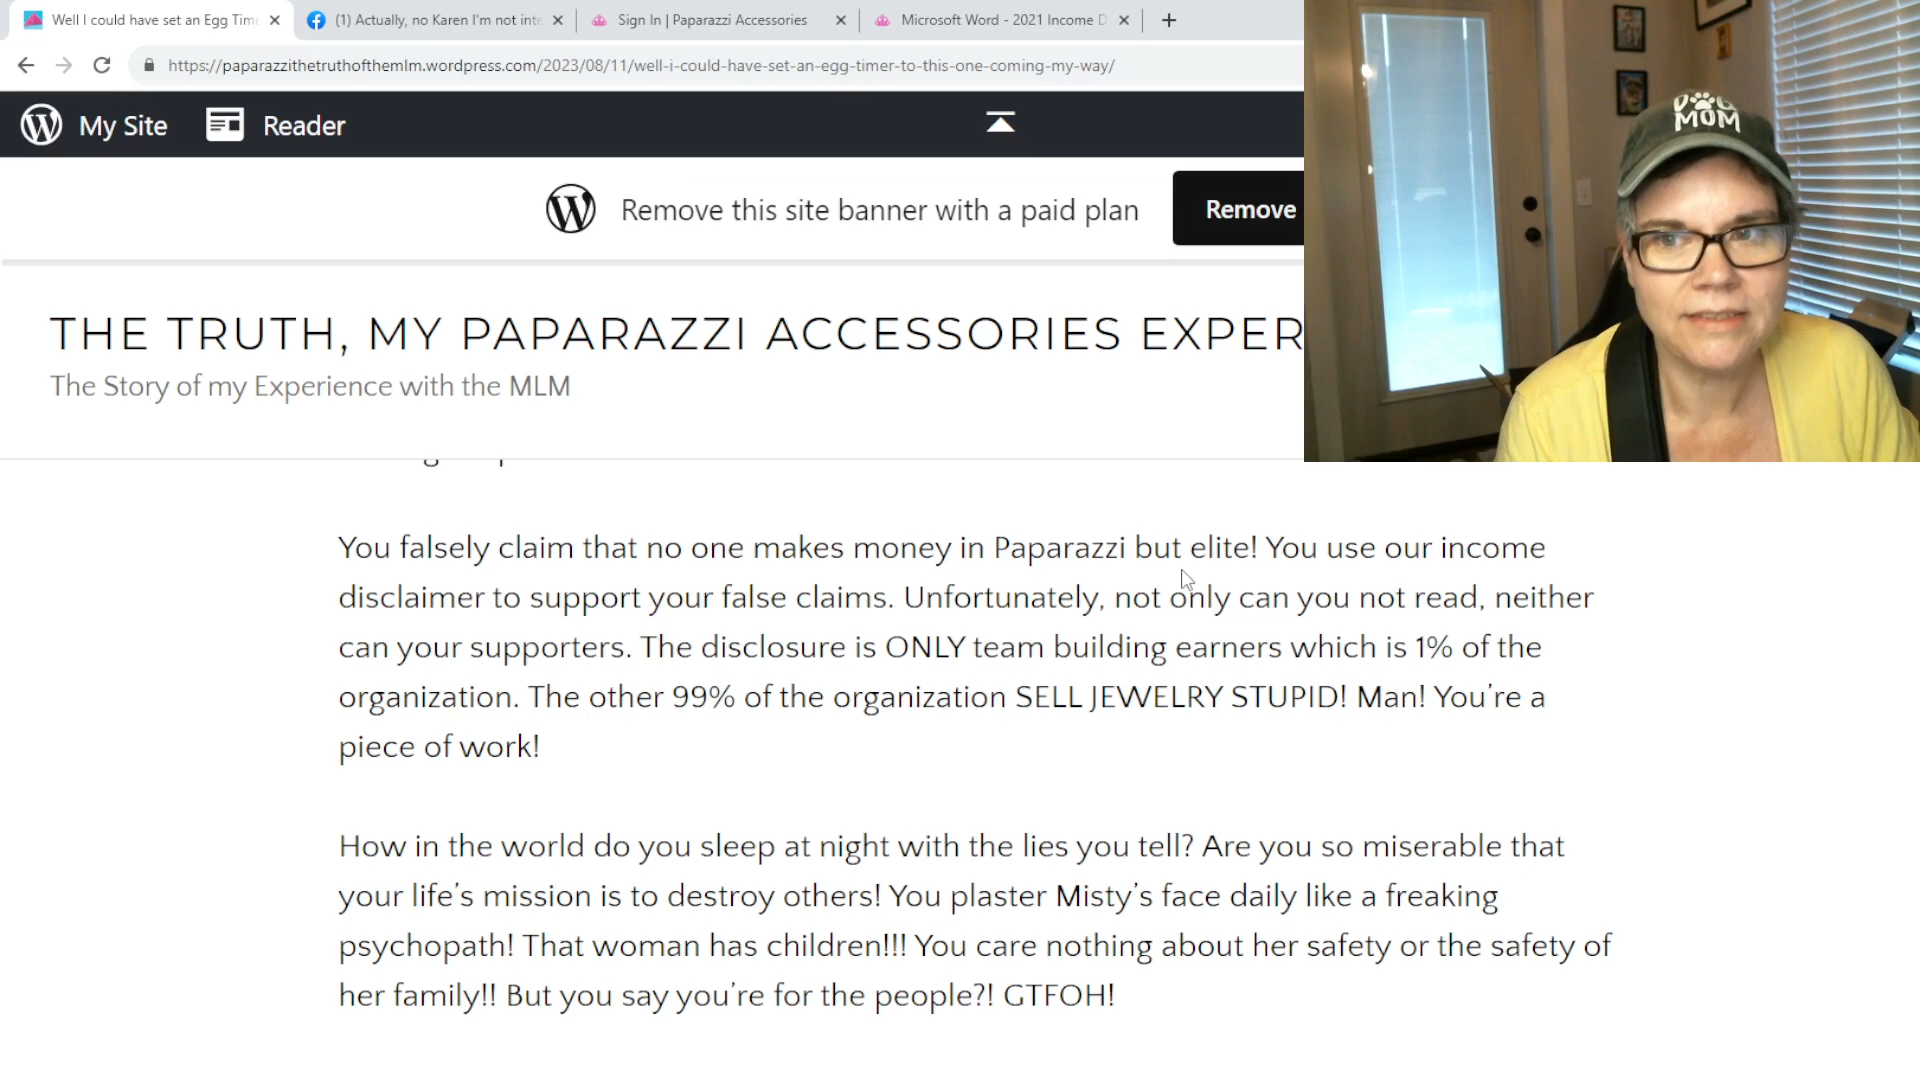 Well I could have set an Egg Time
(1) Actually, no Karen I'm not inte
Sign In | Paparazzi Accessories
Microsoft Word - 2021 Income D
https://paparazzithetruthofthemlm.wordpress.com/2023/08/11/well-i-could-have-set-an-egg-timer-to-this-one-coming-my-way/
My Site
Reader
Remove this site banner with a paid plan
Remove
DOG
MOM
THE TRUTH, MY PAPARAZZI ACCESSORIES EXPER
The Story of my Experience with the MLM
You falsely claim that no one makes money in Paparazzi but elite! You use our income
disclaimer to support your false claims. Unfortunately, not only can you not read, neither
can your supporters. The disclosure is ONLY team building earners which is 1% of the
organization. The other 99% of the organization SELL JEWELRY STUPID! Man! You're a
piece of work!
How in the world do you sleep at night with the lies you tell? Are you so miserable that
your life's mission is to destroy others! You plaster Misty's face daily like a freaking
psychopath! That woman has children!!! You care nothing about her safety or the safety of
her family!! But you say you're for the people?! GTFOH!